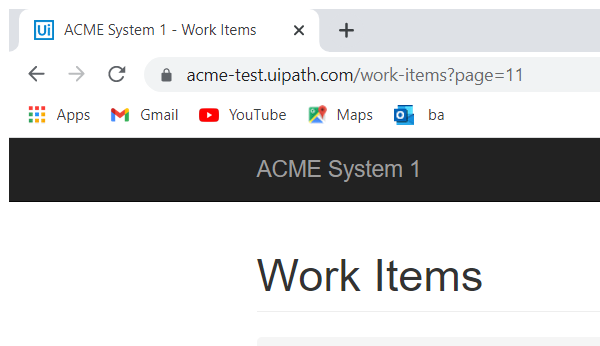 Ui ACME System 1 - Work Items
acme-test.uipath.com/work-items?page=11
Apps Gmail YouTube Maps ba
ACME System 1
Work Items